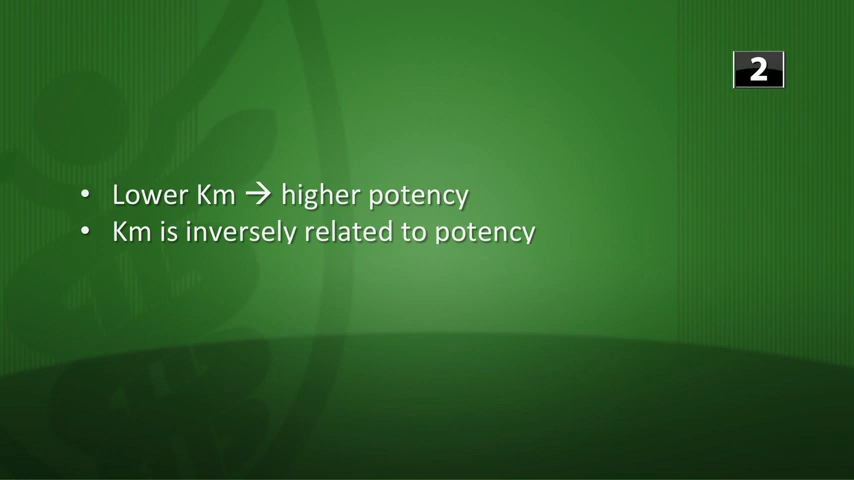 2
• Lower Km → higher potency
• Km is inversely related to potency